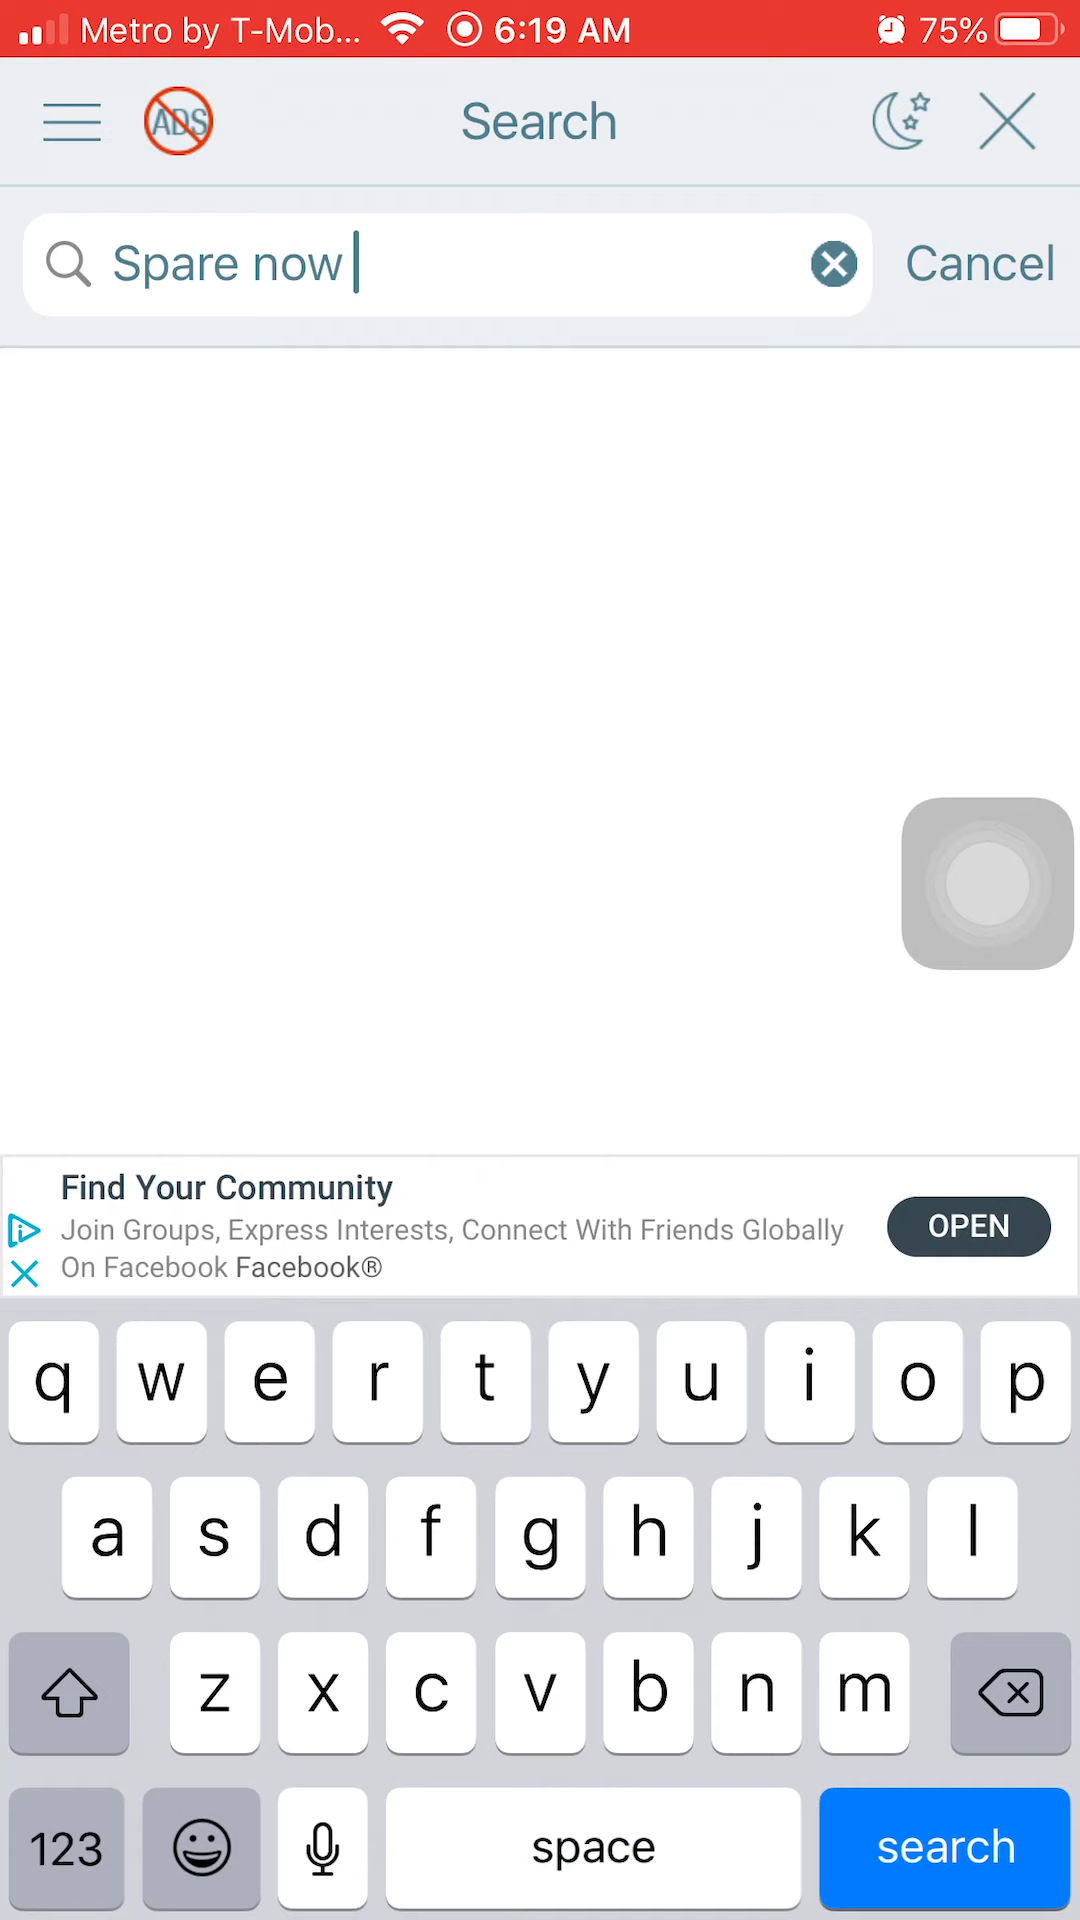 Metro by T-Mob... 6:19 AM 75%
ADS Search
Spare now Cancel
Find Your Community
Join Groups, Express Interests, Connect With Friends Globally
On Facebook Facebook®
OPEN
q w e r t y u i o p
a s d f g h j k l
z x c v b n m
123 space search